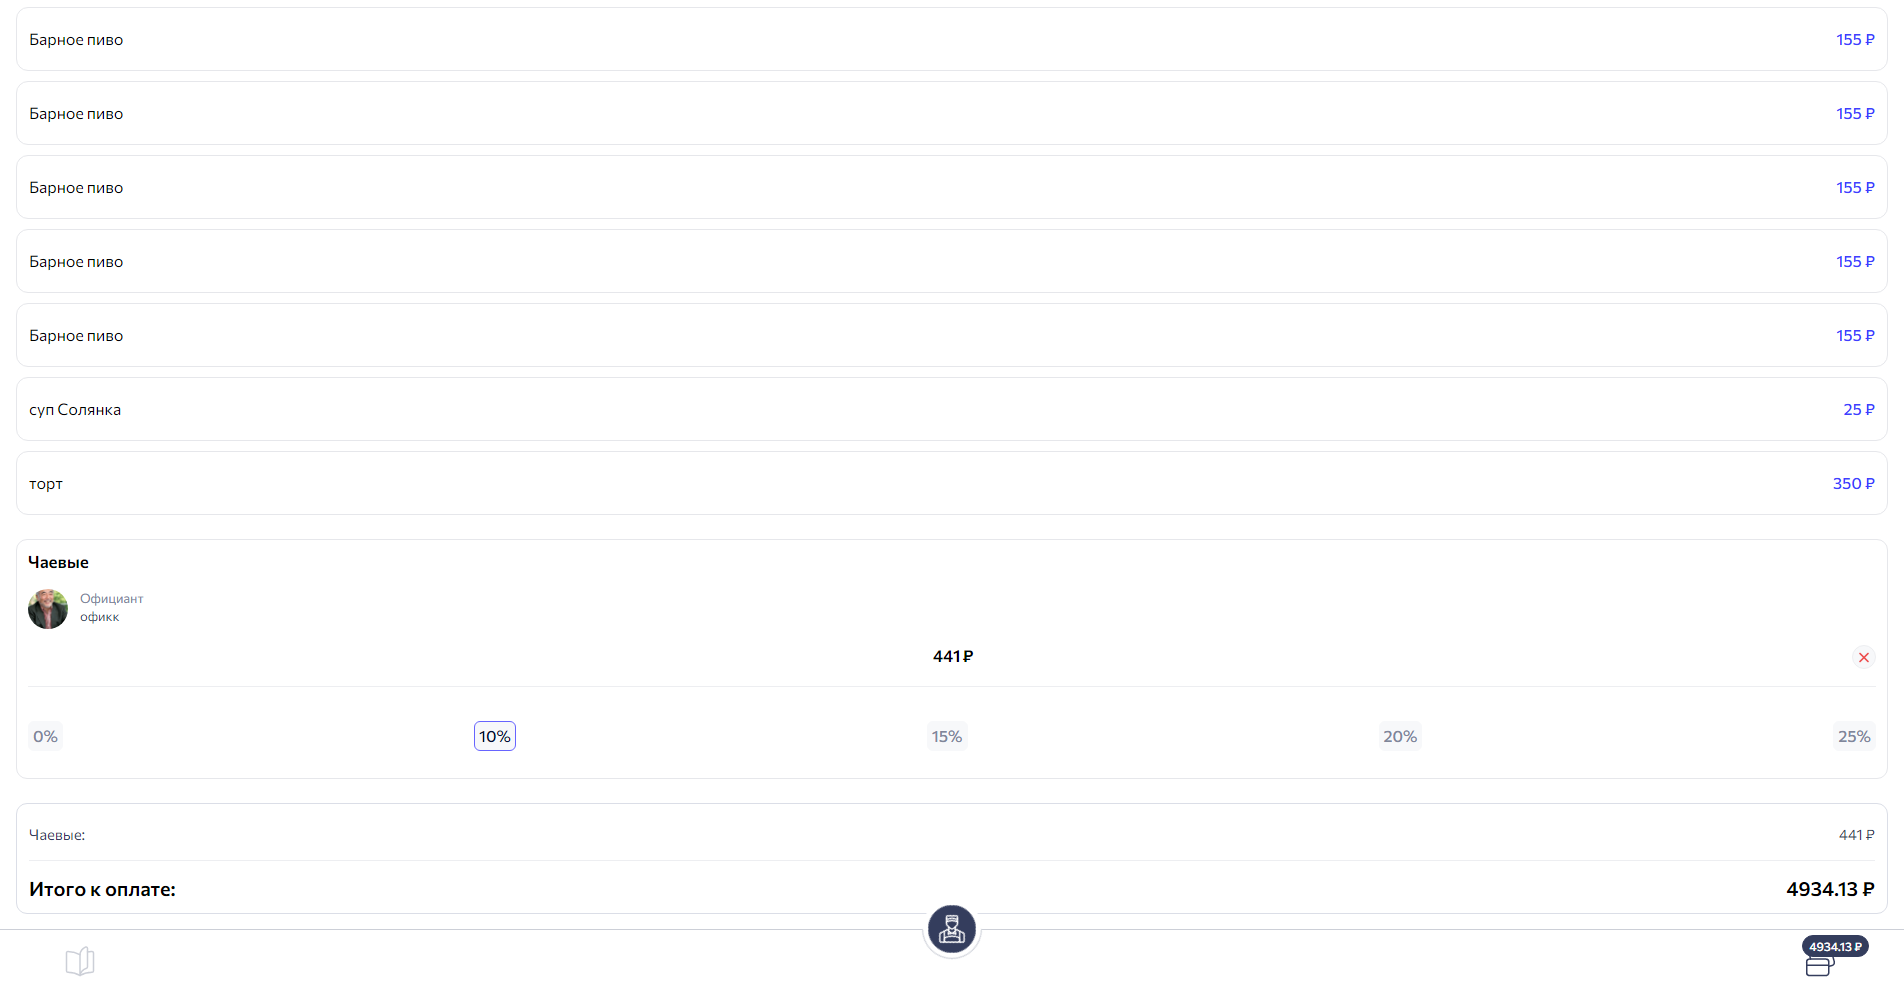 Барное пиво 155 ₽
Барное пиво 155 ₽
Барное пиво 155 ₽
Барное пиво 155 ₽
Барное пиво 155 ₽
суп Солянка 25 ₽
торт 350 ₽
Чаевые
Официант
офикк
441 ₽
0% 10% 15% 20% 25%
Чаевые: 441 ₽
Итого к оплате: 4934.13 ₽
4934.13 ₽